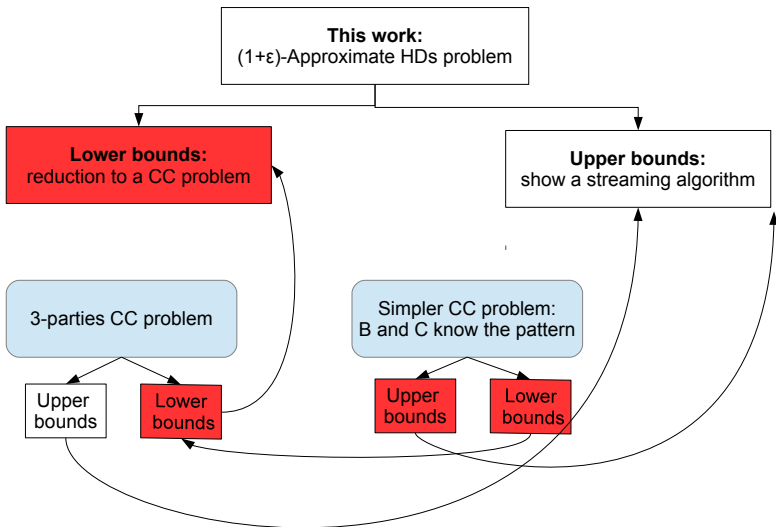 This work:
(1+ε)-Approximate HDs problem
Lower bounds:
reduction to a CC problem
Upper bounds:
show a streaming algorithm
3-parties CC problem
Simpler CC problem:
B and C know the pattern
Upper
bounds
Lower
bounds
Upper
bounds
Lower
bounds